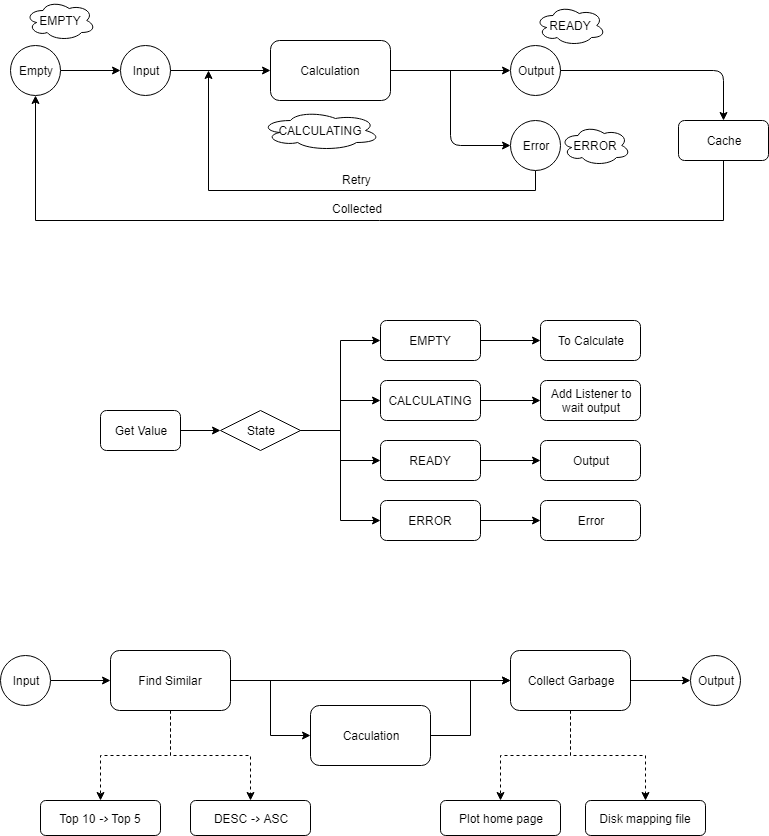 EMPTY
READY
Empty
Input
Calculation
Output
CALCULATING
Error
ERROR
Cache
Retry
Collected
EMPTY
To Calculate
CALCULATING
Add Listener to
wait output
Get Value
State
READY
Output
ERROR
Error
Input
Find Similar
Collect Garbage
Output
Caculation
Top 10 -> Top 5
DESC -> ASC
Plot home page
Disk mapping file